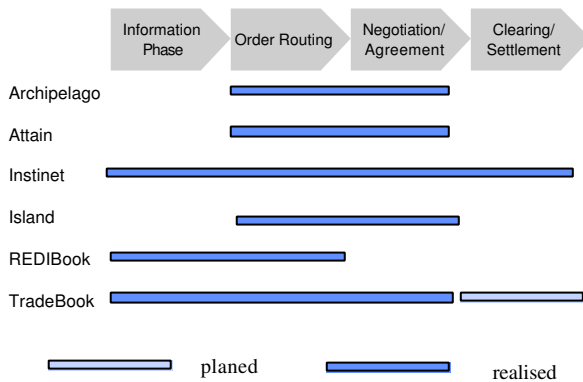 Information
Phase
Order Routing
Negotiation/
Agreement
Clearing/
Settlement
Archipelago
Attain
Instinet
Island
REDIBook
TradeBook
planed
realised